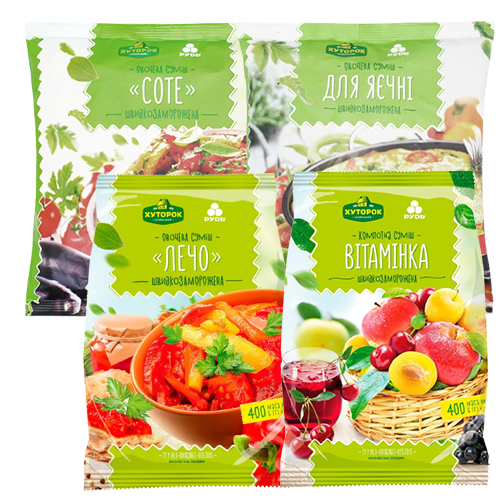 ХУТОРОК
РУДЬ
ОВОЧЕВА СУМІШ
«СОТЕ»
ШВИДКОЗАМОРОЖЕНА
ХУТОРОК
РУДЬ
ОВОЧЕВА СУМІШ
ДЛЯ ЯЄЧНІ
ШВИДКОЗАМОРОЖЕНА
ХУТОРОК
РУДЬ
ОВОЧЕВА СУМІШ
«ЛЕЧО»
ШВИДКОЗАМОРОЖЕНА
400
ХУТОРОК
РУДЬ
КОМПОТНА СУМІШ
ВІТАМІНКА
ШВИДКОЗАМОРОЖЕНА
400